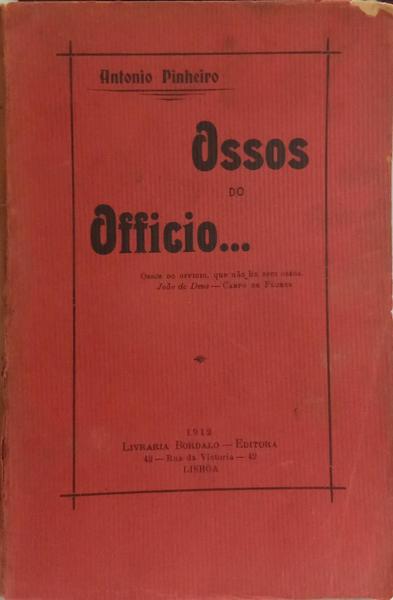 Antonio Pinheiro
Ossos
DO
Officio...
Ossos do officio, que não ha sem ossos.
João de Deus — Campo de Flores
1912
Livraria Bordalo — Editora
42 — Rua da Victoria — 42
LISBOA